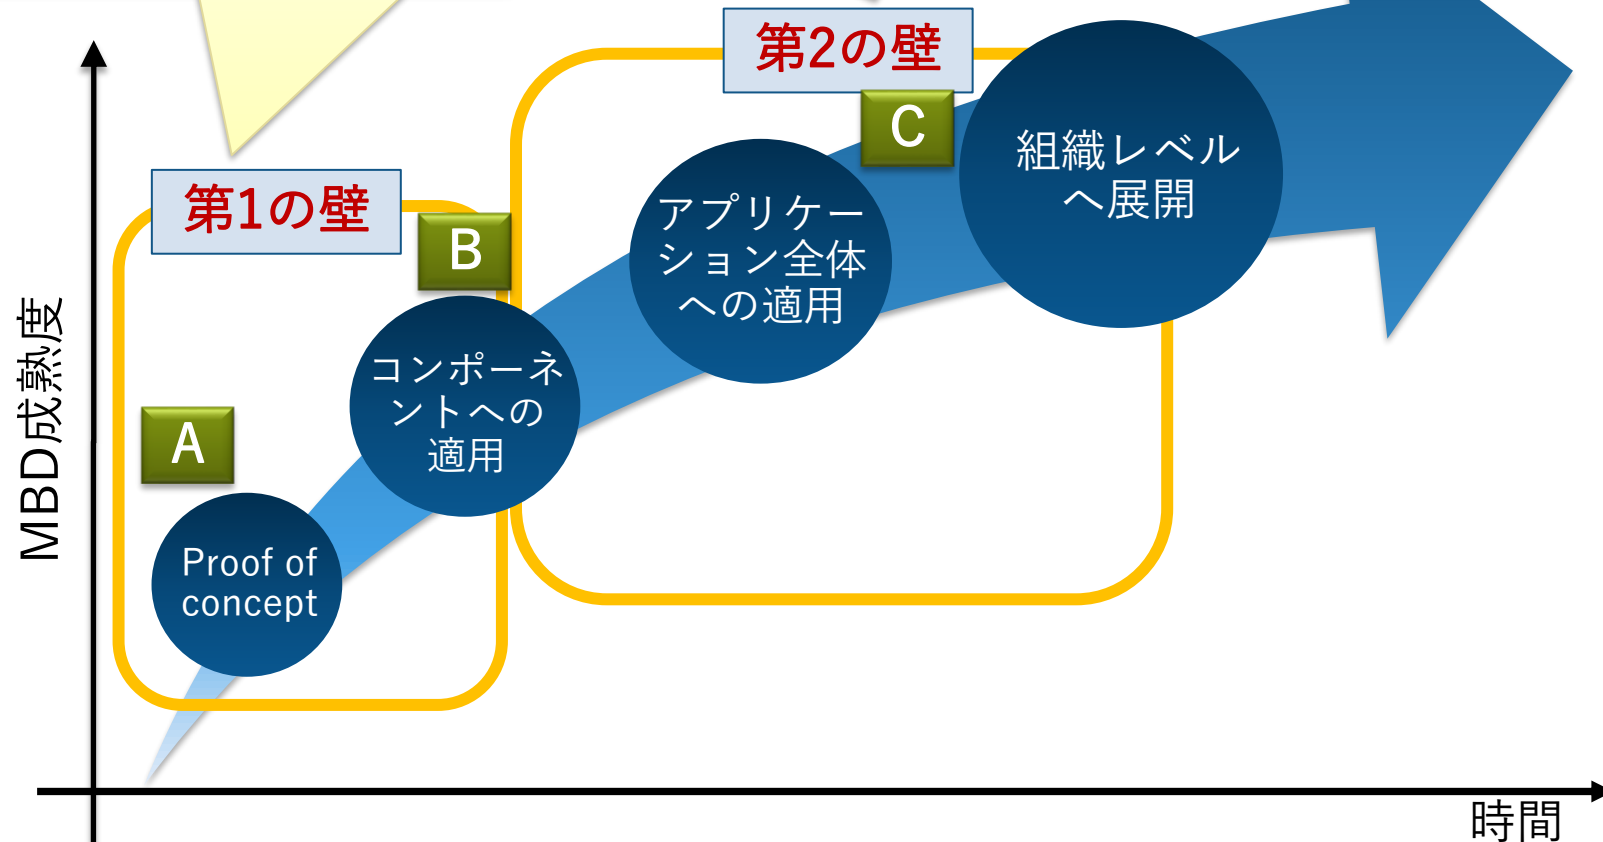 第2の壁
C
組織レベル
へ展開
第1の壁
B
アプリケー
ション全体
への適用
コンポーネ
ントへの
適用
A
Proof of
concept
MBD成熟度
時間